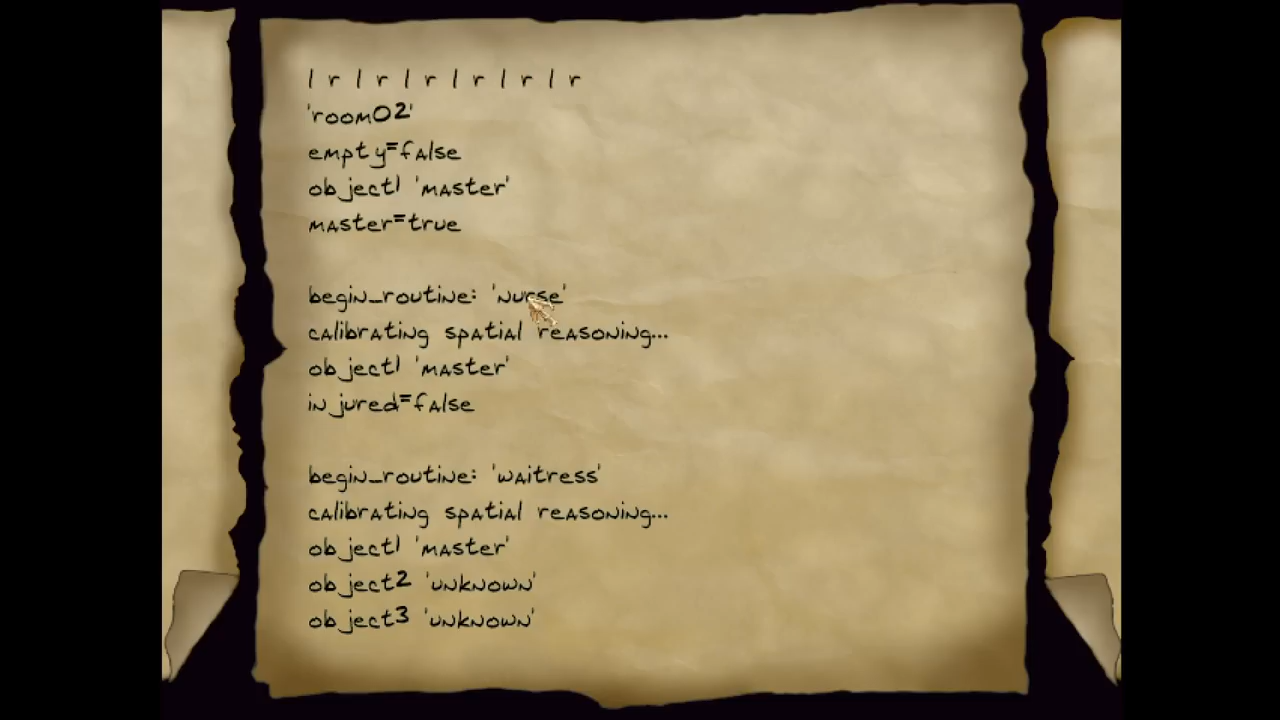 l r l r l r l r l r l r
'room02'
empty=false
object1 'master'
master=true
begin_routine: 'nurse'
calibrating spatial reasoning...
object1 'master'
injured=false
begin_routine: 'waitress'
calibrating spatial reasoning...
object1 'master'
object2 'unknown'
object3 'unknown'